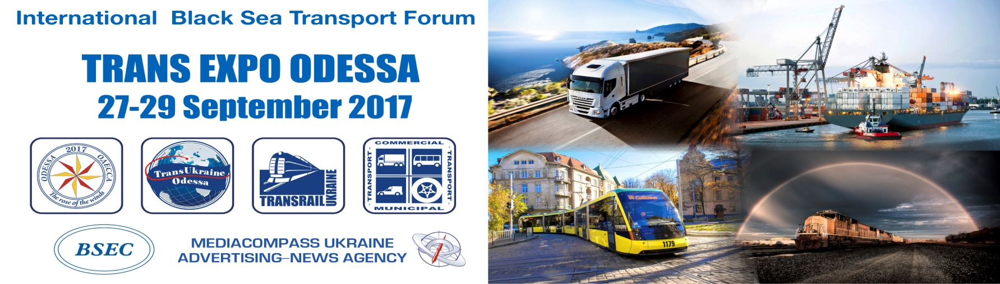 International Black Sea Transport Forum
TRANS EXPO ODESSA
27-29 September 2017
ODESSA 2017 ОДЕССА
The rose of the winds
TransUkraine
Odessa
TRANSRAIL
UKRAINE
COMMERCIAL
- TRANSPORT -
- TRANSPORT -
MUNICIPAL
BSEC
MEDIACOMPASS UKRAINE
ADVERTISING-NEWS AGENCY
1179